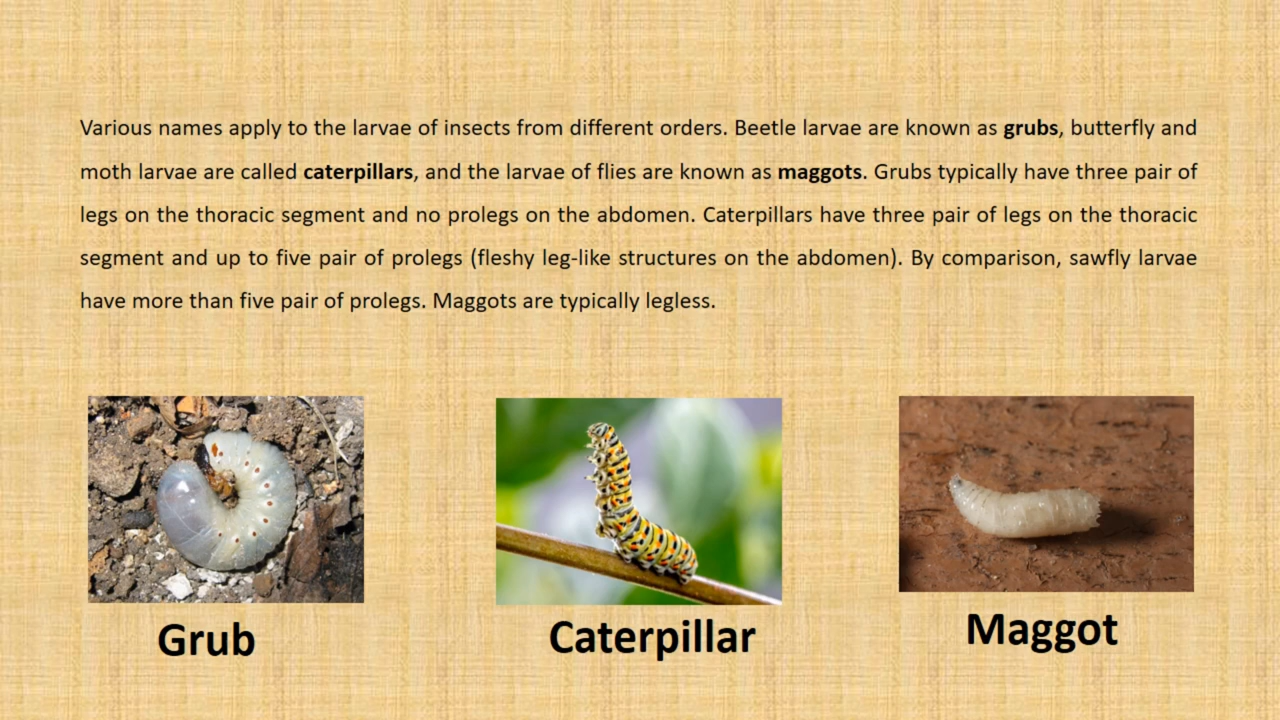 Various names apply to the larvae of insects from different orders. Beetle larvae are known as grubs, butterfly and
moth larvae are called caterpillars, and the larvae of flies are known as maggots. Grubs typically have three pair of
legs on the thoracic segment and no prolegs on the abdomen. Caterpillars have three pair of legs on the thoracic
segment and up to five pair of prolegs (fleshy leg-like structures on the abdomen). By comparison, sawfly larvae
have more than five pair of prolegs. Maggots are typically legless.
Grub
Caterpillar
Maggot